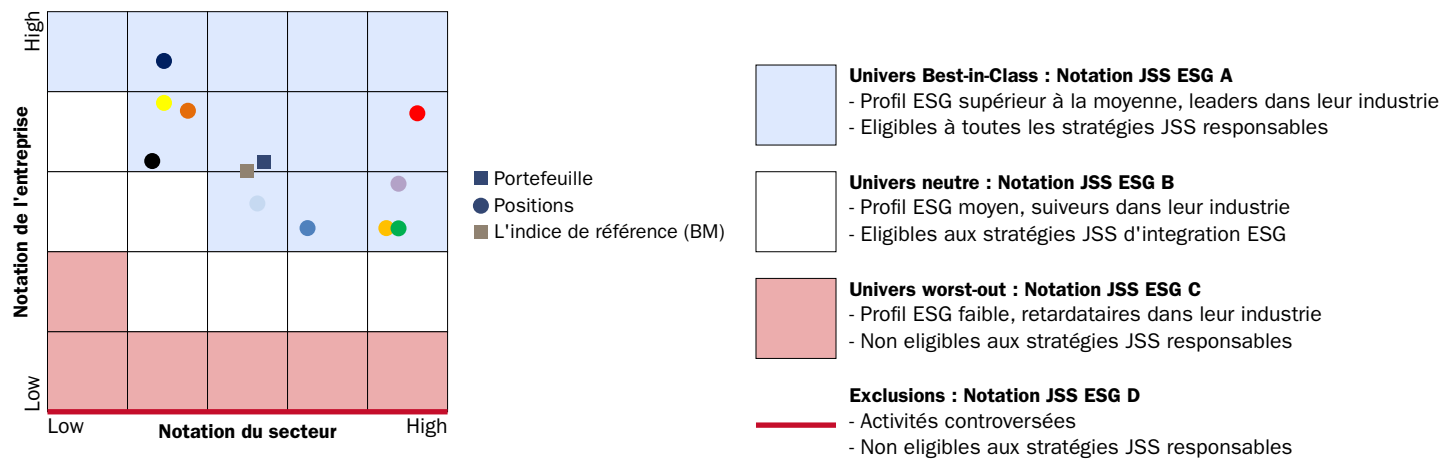 High
Notation de l'entreprise
Low
Low
Notation du secteur
High
Portefeuille
Positions
L'indice de référence (BM)
Univers Best-in-Class : Notation JSS ESG A
- Profil ESG supérieur à la moyenne, leaders dans leur industrie
- Eligibles à toutes les stratégies JSS responsables
Univers neutre : Notation JSS ESG B
- Profil ESG moyen, suiveurs dans leur industrie
- Eligibles aux stratégies JSS d'integration ESG
Univers worst-out : Notation JSS ESG C
- Profil ESG faible, retardataires dans leur industrie
- Non eligibles aux stratégies JSS responsables
Exclusions : Notation JSS ESG D
- Activités controversées
- Non eligibles aux stratégies JSS responsables